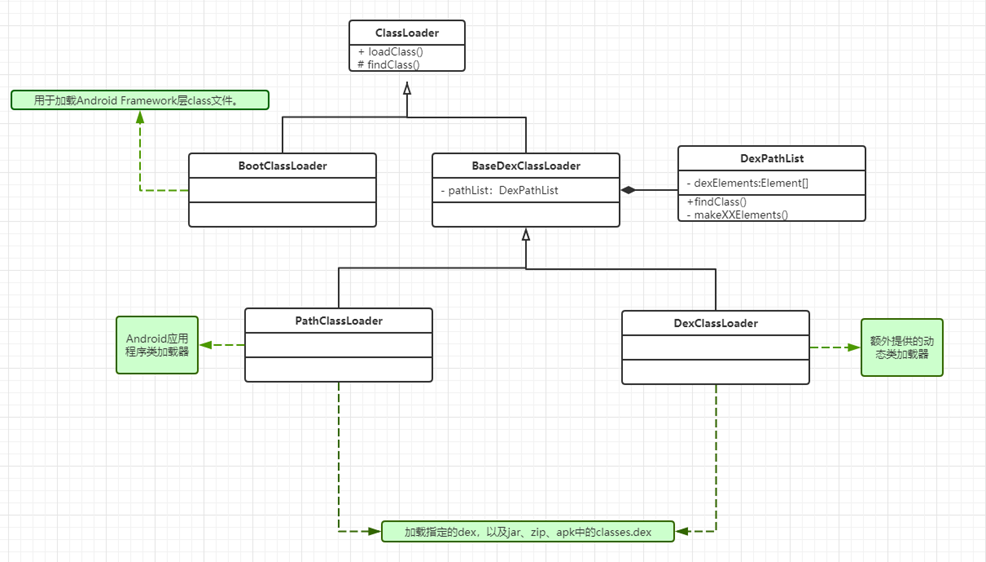 ClassLoader
+ loadClass()
# findClass()
用于加载Android Framework层class文件。
BootClassLoader
BaseDexClassLoader
- pathList：DexPathList
DexPathList
- dexElements:Element[]
+findClass()
- makeXXElements()
PathClassLoader
DexClassLoader
Android应用
程序类加载器
额外提供的动
态类加载器
加载指定的dex，以及jar、zip、apk中的classes.dex